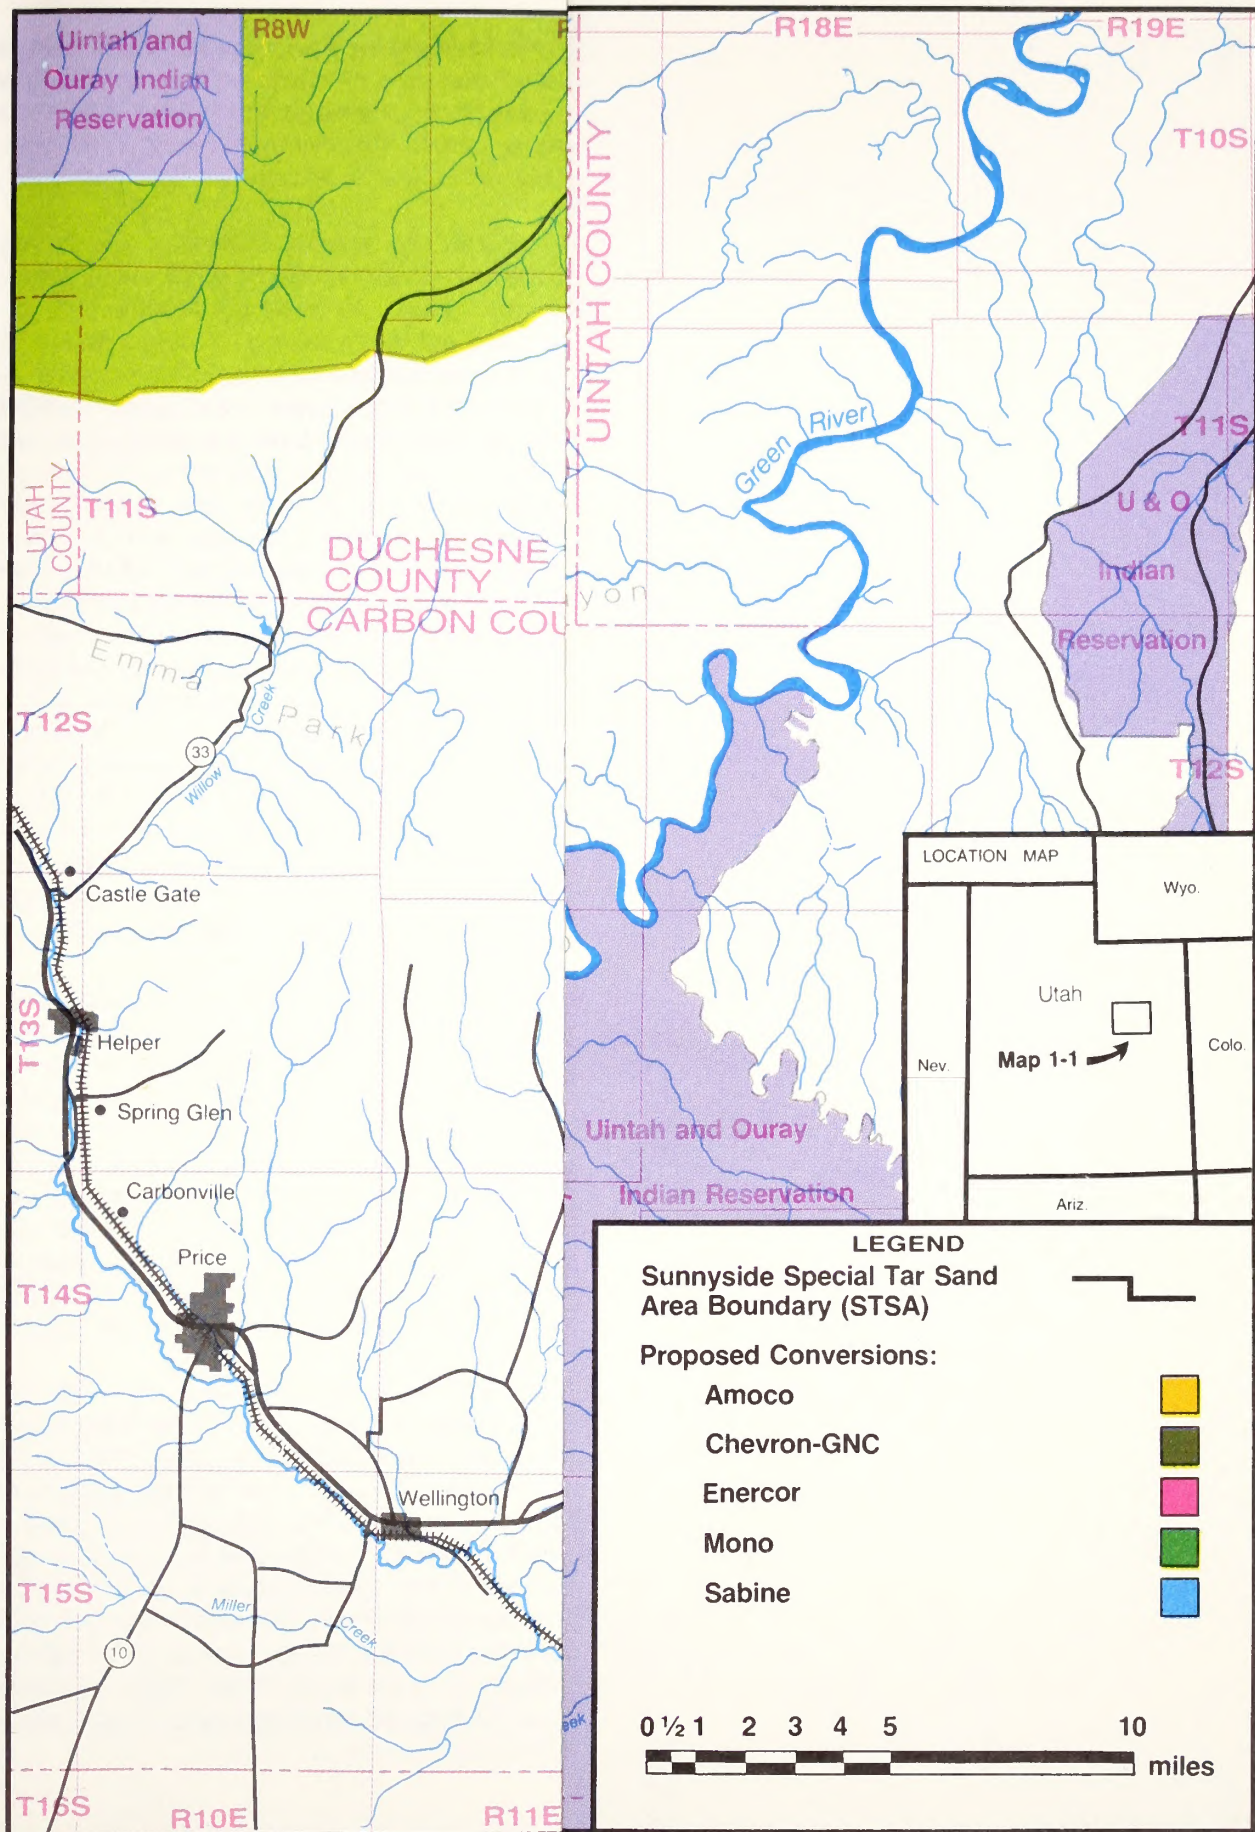 Uintah and
Ouray Indian
Reservation
R8W
R18E
R19E
T10S
UINTAH COUNTY
Green River
T11S
U & O
Indian
Reservation
T12S
UTAH
COUNTY
T11S
DUCHESNE
COUNTY
CARBON COU
yon
Emma Park
T12S
33
Willow Creek
Castle Gate
T13S
Helper
Spring Glen
Carbonville
Price
T14S
Wellington
T15S
Miller Creek
10
T16S
R10E
R11E
eek
Uintah and Ouray
Indian Reservation
LOCATION MAP
Wyo.
Utah
Nev.
Map 1-1
Colo.
Ariz.
LEGEND
Sunnyside Special Tar Sand
Area Boundary (STSA)
Proposed Conversions:
Amoco
Chevron-GNC
Enercor
Mono
Sabine
0 ½ 1 2 3 4 5 10
miles